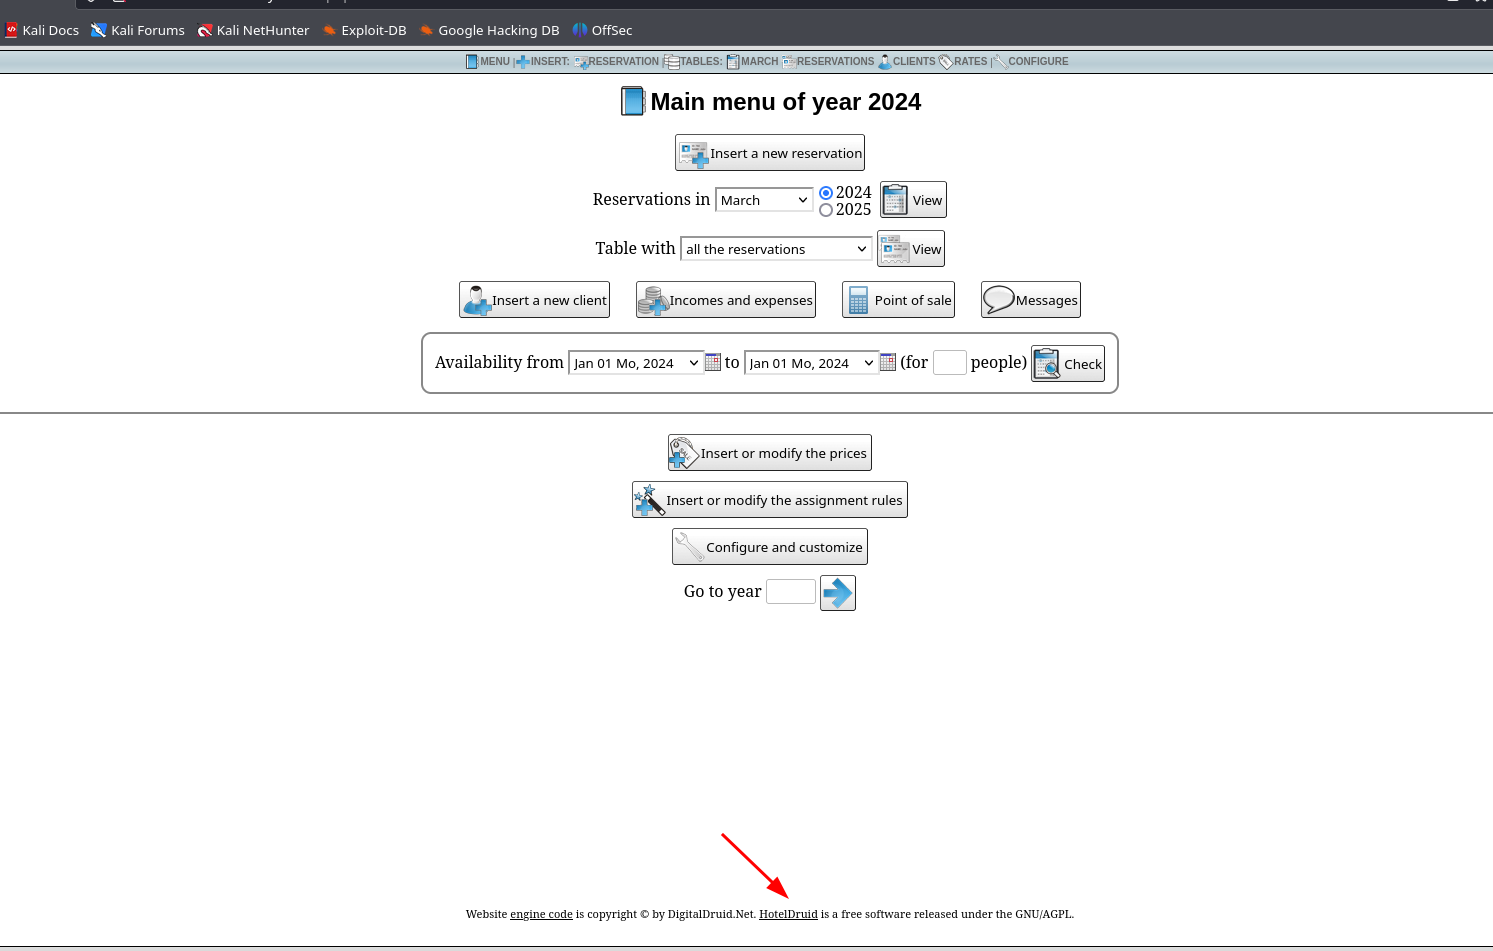 Kali Docs Kali Forums Kali NetHunter Exploit-DB Google Hacking DB OffSec
MENU | INSERT: RESERVATION | TABLES: MARCH RESERVATIONS CLIENTS RATES | CONFIGURE
Main menu of year 2024
Insert a new reservation
Reservations in March 2024 2025 View
Table with all the reservations View
Insert a new client Incomes and expenses Point of sale Messages
Availability from Jan 01 Mo, 2024 to Jan 01 Mo, 2024 (for people) Check
Insert or modify the prices
Insert or modify the assignment rules
Configure and customize
Go to year
Website engine code is copyright © by DigitalDruid.Net. HotelDruid is a free software released under the GNU/AGPL.